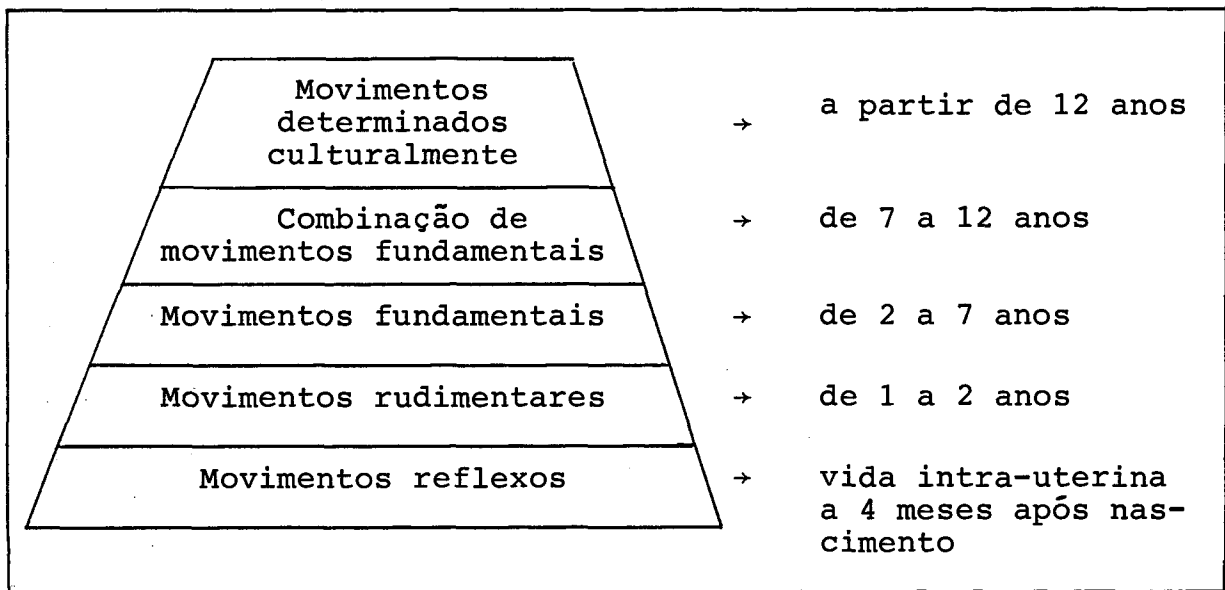 Movimentos
determinados
culturalmente
→ a partir de 12 anos
Combinação de
movimentos fundamentais
→ de 7 a 12 anos
Movimentos fundamentais → de 2 a 7 anos
Movimentos rudimentares → de 1 a 2 anos
Movimentos reflexos → vida intra-uterina
a 4 meses após nas-
cimento